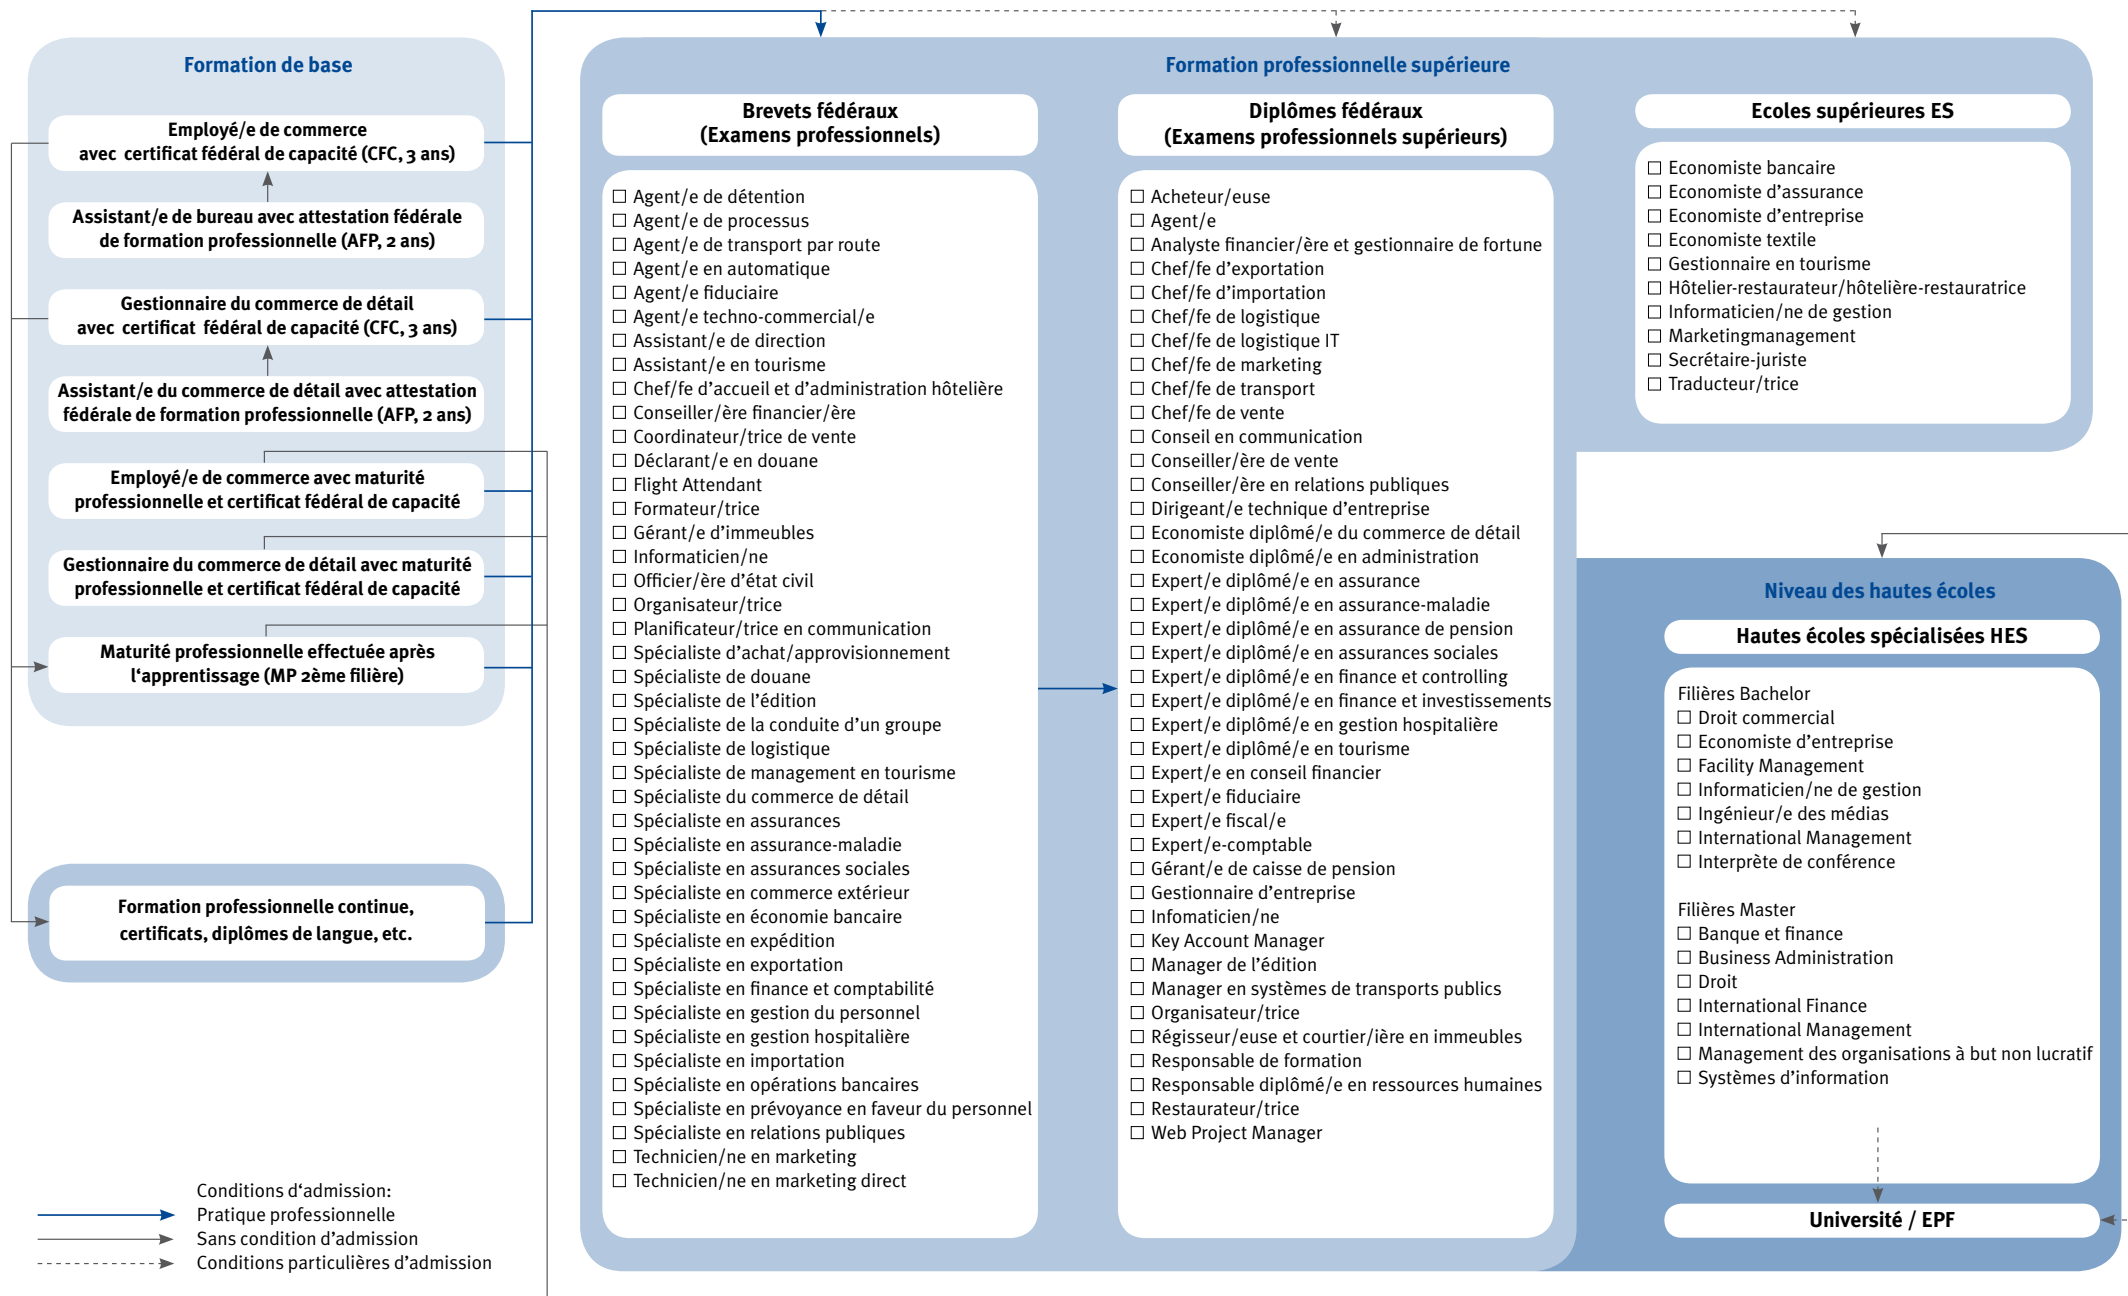 Formation de base
Employé/e de commerce
avec certificat fédéral de capacité (CFC, 3 ans)
Assistant/e de bureau avec attestation fédérale
de formation professionnelle (AFP, 2 ans)
Gestionnaire du commerce de détail
avec certificat fédéral de capacité (CFC, 3 ans)
Assistant/e du commerce de détail avec attestation
fédérale de formation professionnelle (AFP, 2 ans)
Employé/e de commerce avec maturité
professionnelle et certificat fédéral de capacité
Gestionnaire du commerce de détail avec maturité
professionnelle et certificat fédéral de capacité
Maturité professionnelle effectuée après
l‘apprentissage (MP 2ème filière)
Formation professionnelle continue,
certificats, diplômes de langue, etc.
Conditions d‘admission:
Pratique professionnelle
Sans condition d’admission
Conditions particulières d’admission
Formation professionnelle supérieure
Brevets fédéraux
(Examens professionnels)
☐ Agent/e de détention
☐ Agent/e de processus
☐ Agent/e de transport par route
☐ Agent/e en automatique
☐ Agent/e fiduciaire
☐ Agent/e techno-commercial/e
☐ Assistant/e de direction
☐ Assistant/e en tourisme
☐ Chef/fe d’accueil et d’administration hôtelière
☐ Conseiller/ère financier/ère
☐ Coordinateur/trice de vente
☐ Déclarant/e en douane
☐ Flight Attendant
☐ Formateur/trice
☐ Gérant/e d’immeubles
☐ Informaticien/ne
☐ Officier/ère d’état civil
☐ Organisateur/trice
☐ Planificateur/trice en communication
☐ Spécialiste d’achat/approvisionnement
☐ Spécialiste de douane
☐ Spécialiste de l’édition
☐ Spécialiste de la conduite d’un groupe
☐ Spécialiste de logistique
☐ Spécialiste de management en tourisme
☐ Spécialiste du commerce de détail
☐ Spécialiste en assurances
☐ Spécialiste en assurance-maladie
☐ Spécialiste en assurances sociales
☐ Spécialiste en commerce extérieur
☐ Spécialiste en économie bancaire
☐ Spécialiste en expédition
☐ Spécialiste en exportation
☐ Spécialiste en finance et comptabilité
☐ Spécialiste en gestion du personnel
☐ Spécialiste en gestion hospitalière
☐ Spécialiste en importation
☐ Spécialiste en opérations bancaires
☐ Spécialiste en prévoyance en faveur du personnel
☐ Spécialiste en relations publiques
☐ Technicien/ne en marketing
☐ Technicien/ne en marketing direct
Diplômes fédéraux
(Examens professionnels supérieurs)
☐ Acheteur/euse
☐ Agent/e
☐ Analyste financier/ère et gestionnaire de fortune
☐ Chef/fe d’exportation
☐ Chef/fe d’importation
☐ Chef/fe de logistique
☐ Chef/fe de logistique IT
☐ Chef/fe de marketing
☐ Chef/fe de transport
☐ Chef/fe de vente
☐ Conseil en communication
☐ Conseiller/ère de vente
☐ Conseiller/ère en relations publiques
☐ Dirigeant/e technique d’entreprise
☐ Economiste diplômé/e du commerce de détail
☐ Economiste diplômé/e en administration
☐ Expert/e diplômé/e en assurance
☐ Expert/e diplômé/e en assurance-maladie
☐ Expert/e diplômé/e en assurance de pension
☐ Expert/e diplômé/e en assurances sociales
☐ Expert/e diplômé/e en finance et controlling
☐ Expert/e diplômé/e en finance et investissements
☐ Expert/e diplômé/e en gestion hospitalière
☐ Expert/e diplômé/e en tourisme
☐ Expert/e en conseil financier
☐ Expert/e fiduciaire
☐ Expert/e fiscal/e
☐ Expert/e-comptable
☐ Gérant/e de caisse de pension
☐ Gestionnaire d’entreprise
☐ Infomaticien/ne
☐ Key Account Manager
☐ Manager de l’édition
☐ Manager en systèmes de transports publics
☐ Organisateur/trice
☐ Régisseur/euse et courtier/ière en immeubles
☐ Responsable de formation
☐ Responsable diplômé/e en ressources humaines
☐ Restaurateur/trice
☐ Web Project Manager
Ecoles supérieures ES
☐ Economiste bancaire
☐ Economiste d’assurance
☐ Economiste d’entreprise
☐ Economiste textile
☐ Gestionnaire en tourisme
☐ Hôtelier-restaurateur/hôtelière-restauratrice
☐ Informaticien/ne de gestion
☐ Marketingmanagement
☐ Secrétaire-juriste
☐ Traducteur/trice
Niveau des hautes écoles
Hautes écoles spécialisées HES
Filières Bachelor
☐ Droit commercial
☐ Economiste d’entreprise
☐ Facility Management
☐ Informaticien/ne de gestion
☐ Ingénieur/e des médias
☐ International Management
☐ Interprète de conférence
Filières Master
☐ Banque et finance
☐ Business Administration
☐ Droit
☐ International Finance
☐ International Management
☐ Management des organisations à but non lucratif
☐ Systèmes d’information
Université / EPF